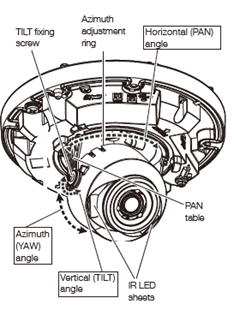 Azimuth
adjustment
ring
TILT fixing
screw
Horizontal (PAN)
angle
PAN
table
Azimuth
(YAW)
angle
Vertical (TILT)
angle
IR LED
sheets